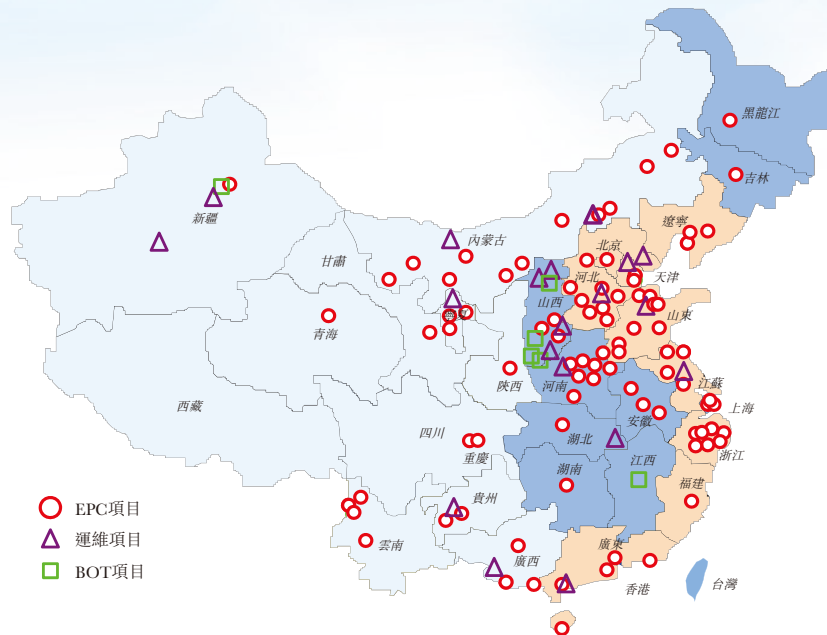 黑龍江
吉林
遼寧
新疆
內蒙古
北京
甘肅
河北
天津
山西
山東
青海
陝西
河南
江蘇
西藏
上海
安徽
四川
湖北
重慶
浙江
江西
湖南
貴州
福建
EPC項目
運維項目
雲南
廣東
廣西
BOT項目
香港
台灣